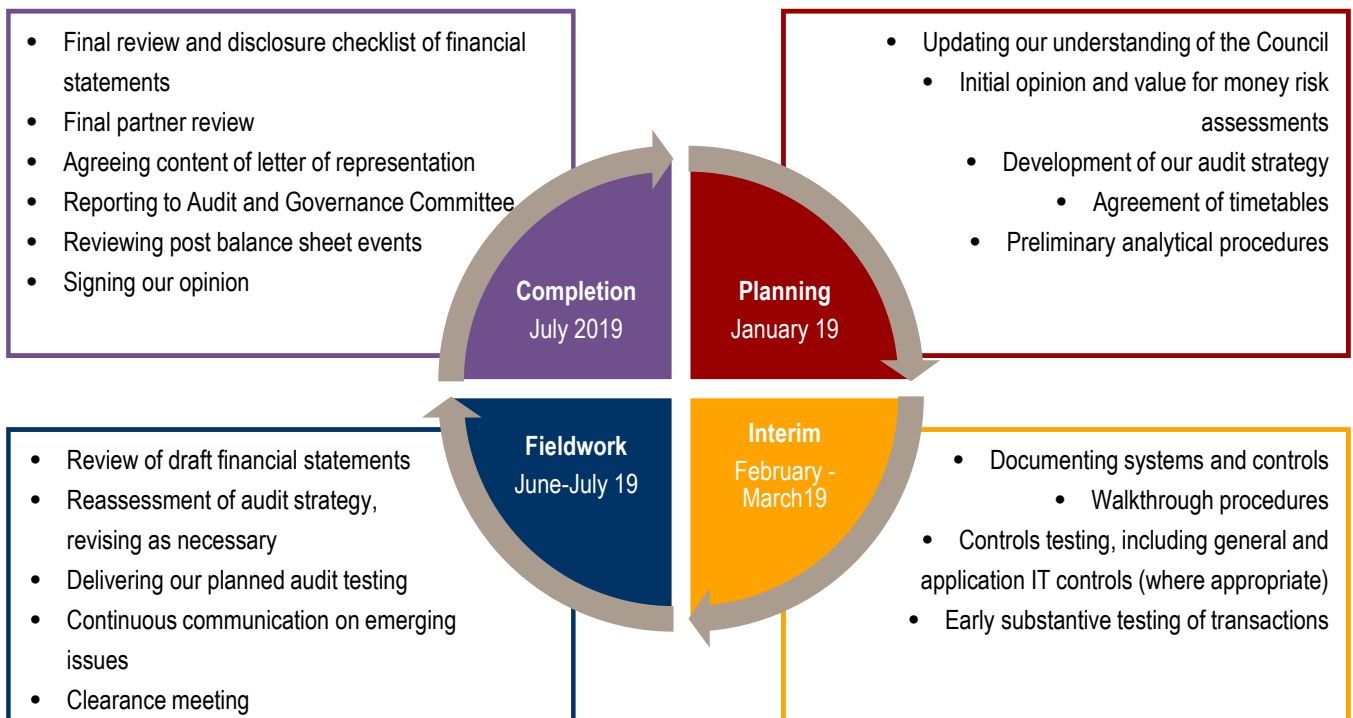 • Final review and disclosure checklist of financial
statements
• Final partner review
• Agreeing content of letter of representation
• Reporting to Audit and Governance Committee
• Reviewing post balance sheet events
• Signing our opinion
• Updating our understanding of the Council
• Initial opinion and value for money risk
assessments
• Development of our audit strategy
• Agreement of timetables
• Preliminary analytical procedures
Completion
July 2019
Planning
January 19
Fieldwork
June-July 19
Interim
February -
March19
• Review of draft financial statements
• Reassessment of audit strategy,
revising as necessary
• Delivering our planned audit testing
• Continuous communication on emerging
issues
• Clearance meeting
• Documenting systems and controls
• Walkthrough procedures
• Controls testing, including general and
application IT controls (where appropriate)
• Early substantive testing of transactions